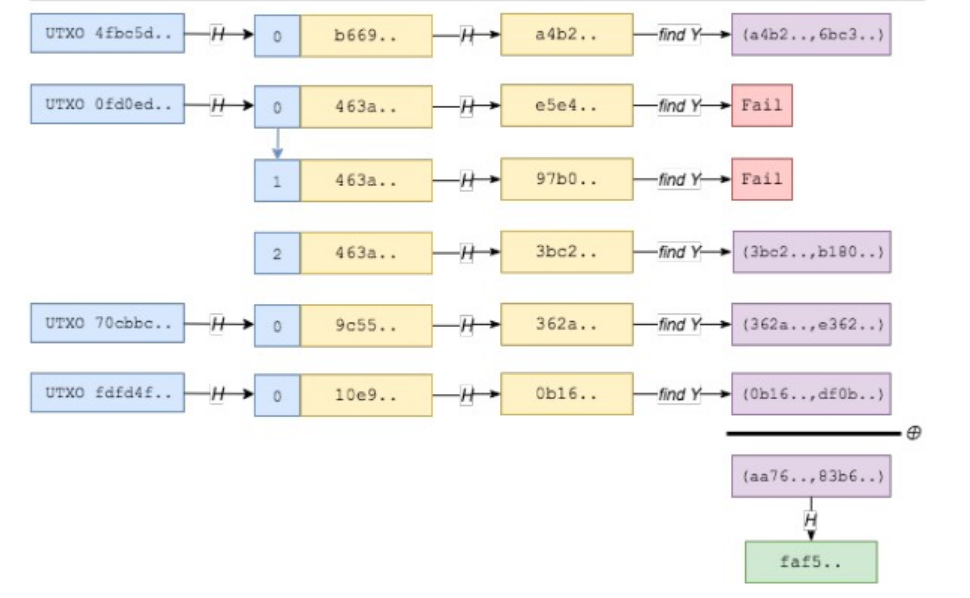 UTXO 4fbc5d.. H 0 b669.. H a4b2.. find Y (a4b2..,6bc3..)
UTXO 0fd0ed.. H 0 463a.. H e5e4.. find Y Fail
1 463a.. H 97b0.. find Y Fail
2 463a.. H 3bc2.. find Y (3bc2..,b180..)
UTXO 70cbbc.. H 0 9c55.. H 362a.. find Y (362a..,e362..)
UTXO fdfd4f.. H 0 10e9.. H 0b16.. find Y (0b16..,df0b..)
⊕
(aa76..,83b6..)
H
faf5..